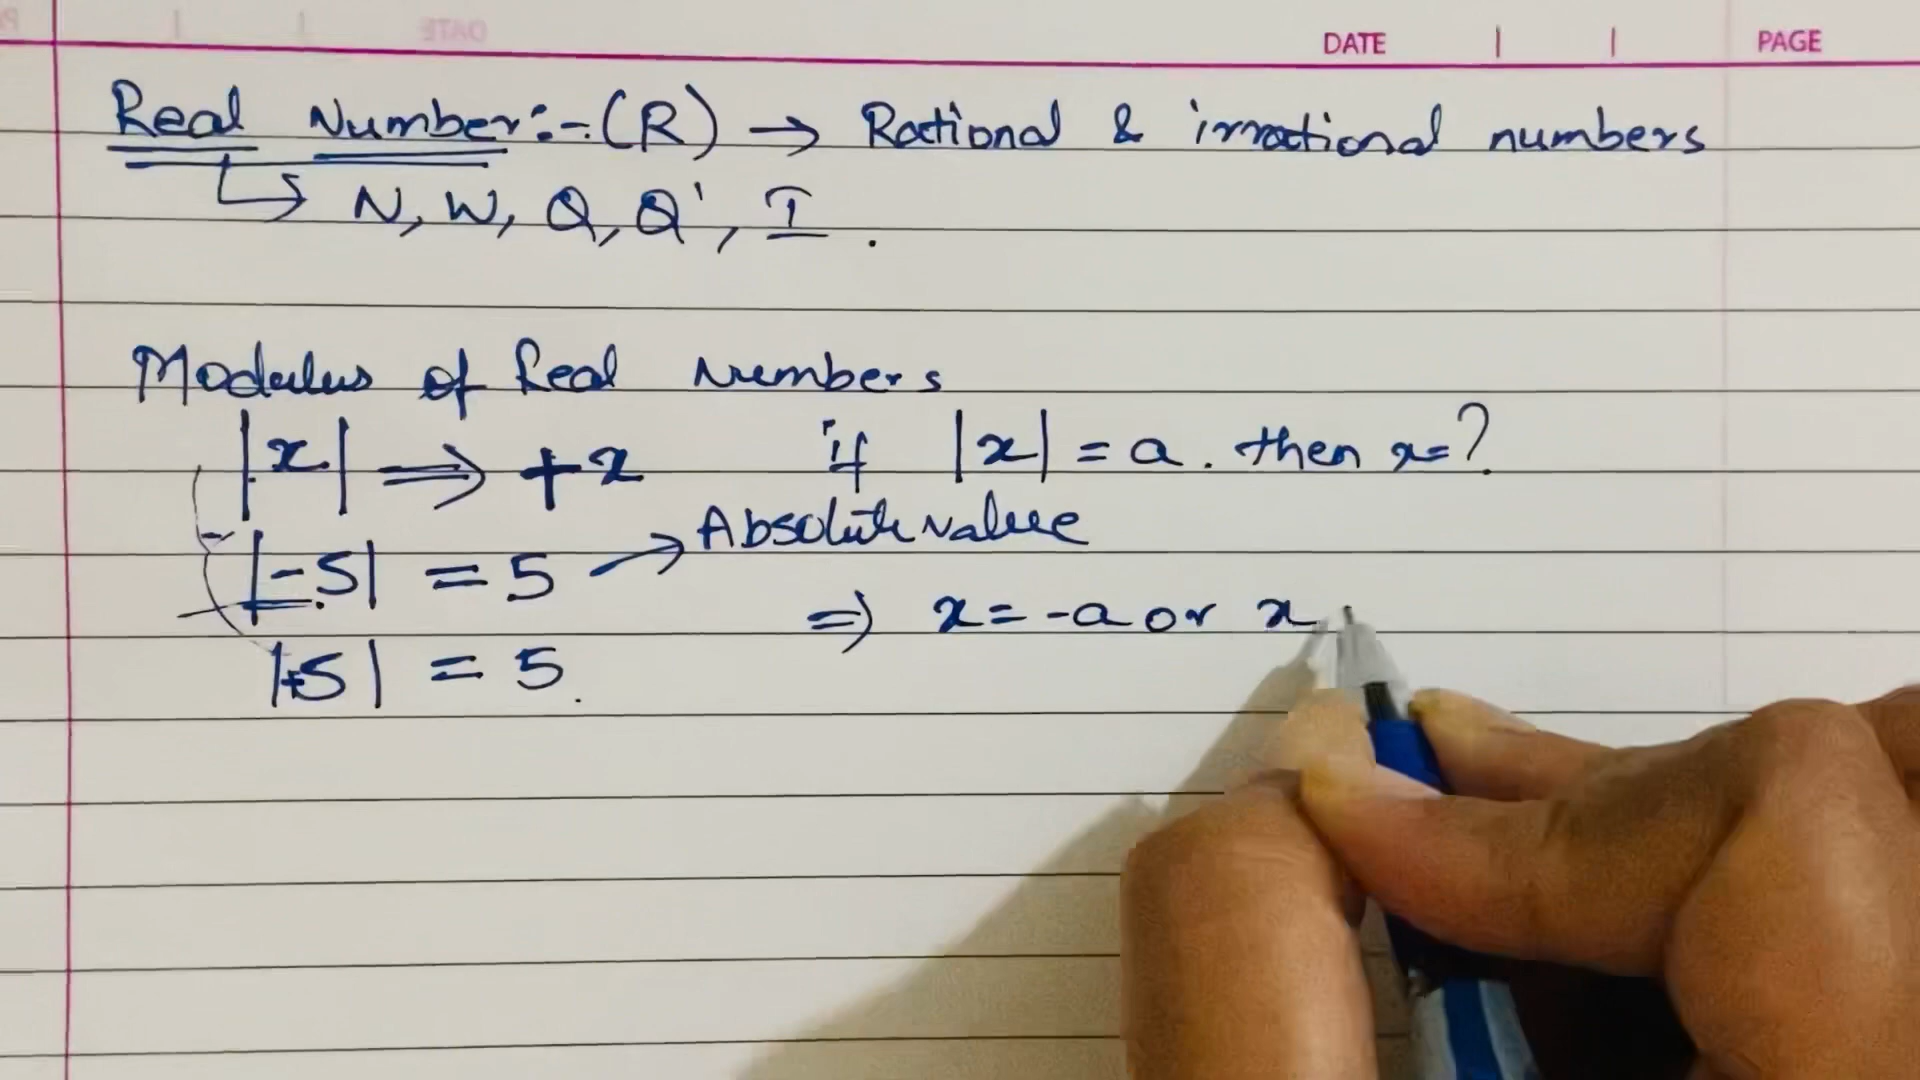 DATE PAGE
Real Number:-(R) → Rational & irrational numbers
N, W, Q, Q', I .
Modulus of Real Numbers
|x| ⇒ +x if |x| = a. then x=?
|-5| = 5 → Absolute value
⇒ x = -a or x
|+5| = 5.